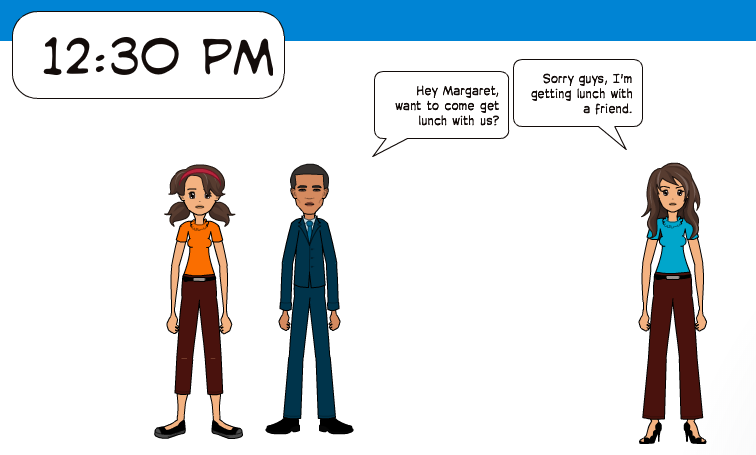 12:30 PM
Hey Margaret,
want to come get
lunch with us?
Sorry guys, I'm
getting lunch with
a friend.